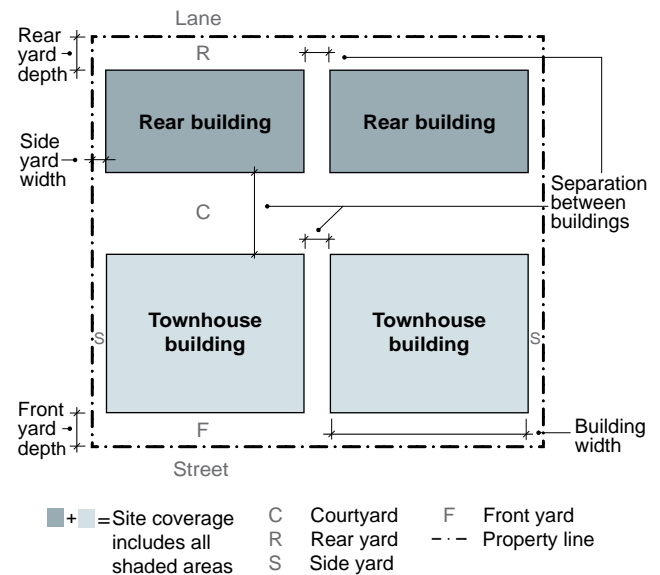 Lane
Rear
yard
depth
R
Rear building
Rear building
Side
yard
width
C
Separation
between
buildings
Townhouse
building
Townhouse
building
S
S
Front
yard
depth
F
Building
width
Street
+ = Site coverage
includes all
shaded areas
C Courtyard
R Rear yard
S Side yard
F Front yard
Property line